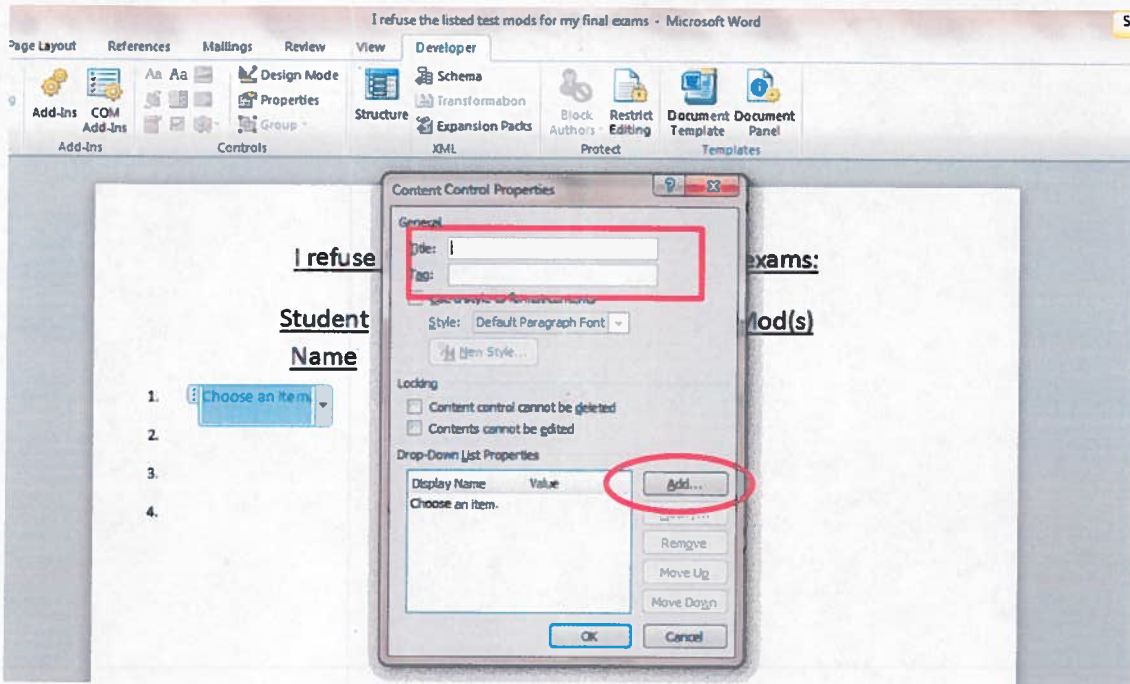 I refuse the listed test mods for my final exams - Microsoft Word
Page Layout References Mailings Review View Developer
Add-Ins COM Add-Ins
Aa Aa
Design Mode
Properties
Group
Structure
Schema
Transformation
Expansion Packs
Block Authors
Restrict Editing
Document Template
Document Panel
Add-Ins Controls XML Protect Templates
Content Control Properties
General
Title:
Tag:
I refuse exams:
Style: Default Paragraph Font
New Style...
Student Mod(s)
Name
Locking
Content control cannot be deleted
Contents cannot be edited
1. Choose an item.
2.
3.
4.
Drop-Down List Properties
Display Name Value
Choose an item.
Add...
Remove
Move Up
Move Down
OK Cancel